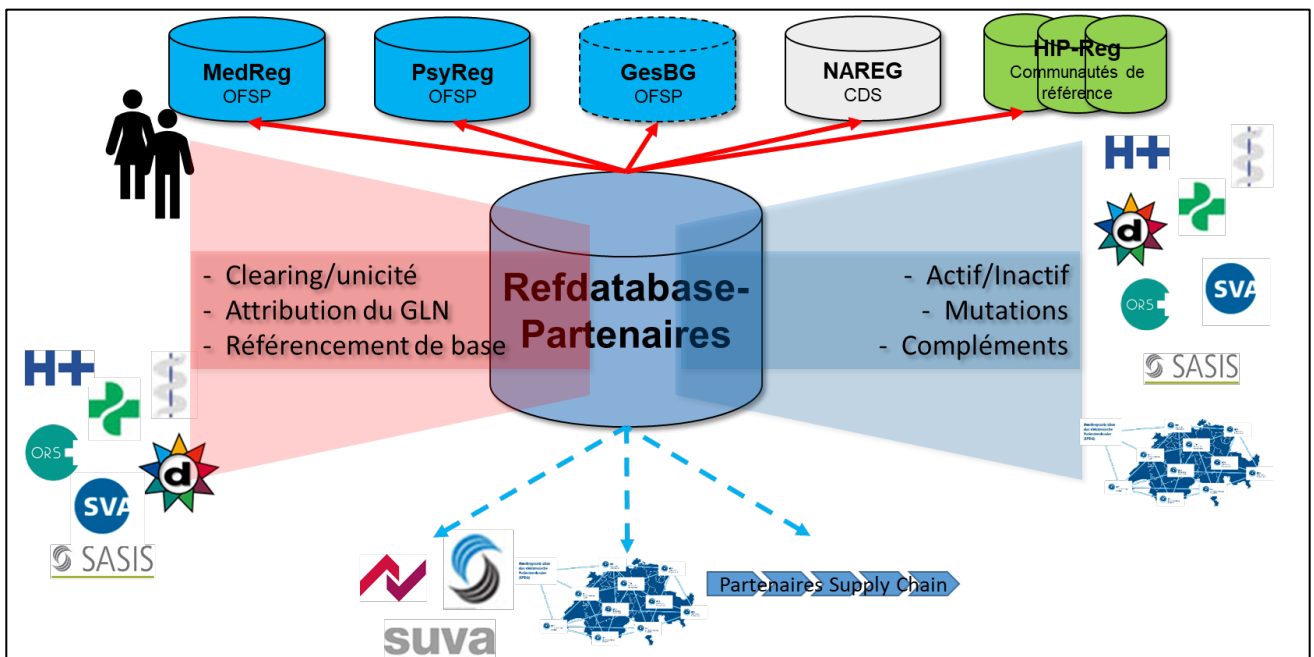 MedReg
OFSP
PsyReg
OFSP
GesBG
OFSP
NAREG
CDS
HIP-Reg
Communautés de
référence
H+
d
ORS
SVA
SASIS
- Clearing/unicité
- Attribution du GLN
- Référencement de base
Refdatabase-
Partenaires
- Actif/Inactif
- Mutations
- Compléments
H+
ORS
d
SVA
SASIS
suva
Partenaires Supply Chain